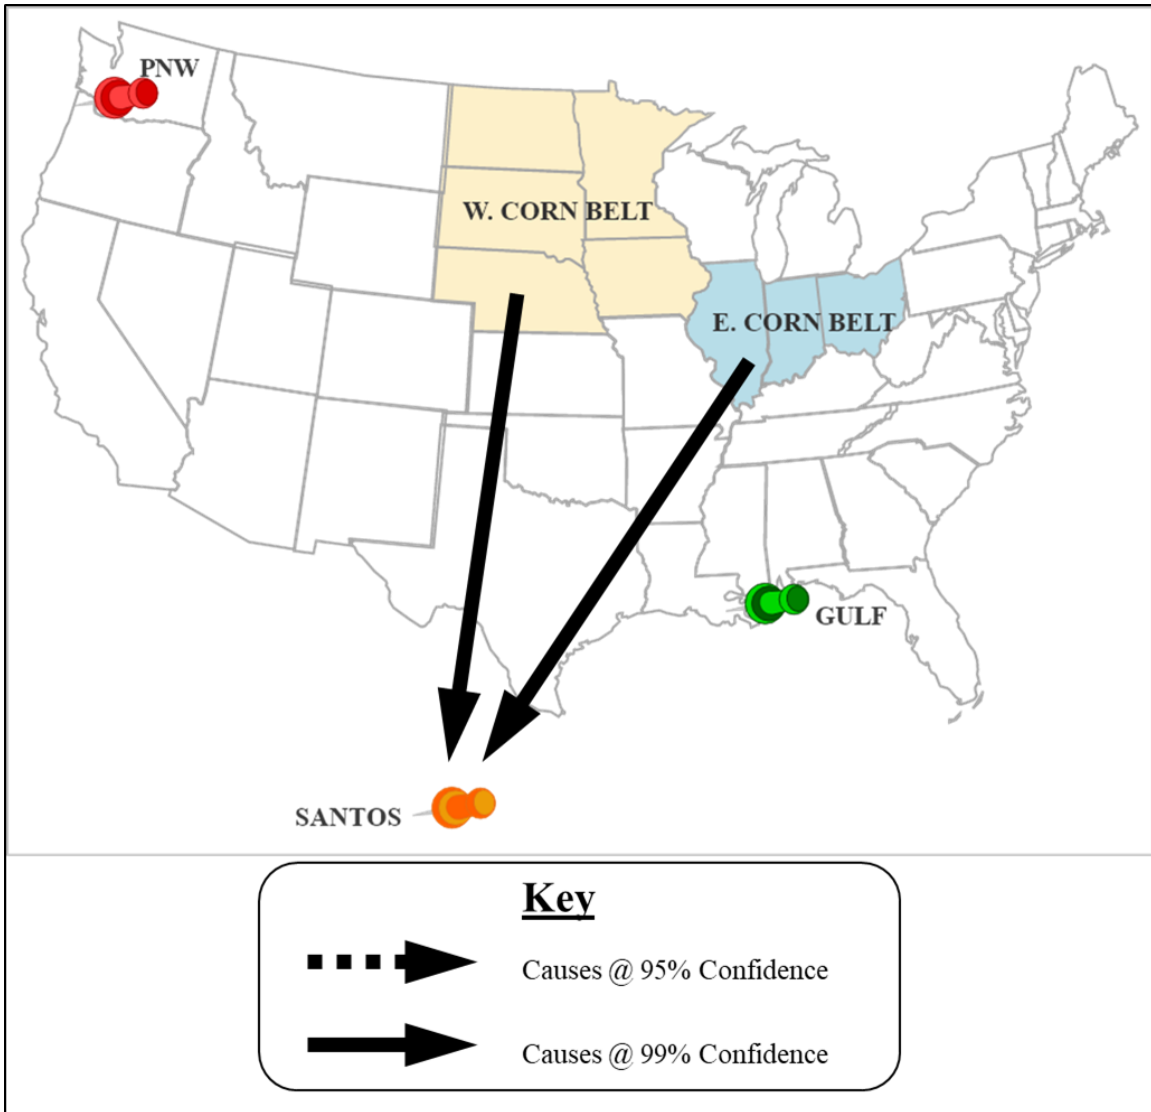 PNW
W. CORN BELT
E. CORN BELT
GULF
SANTOS
Key
Causes @ 95% Confidence
Causes @ 99% Confidence